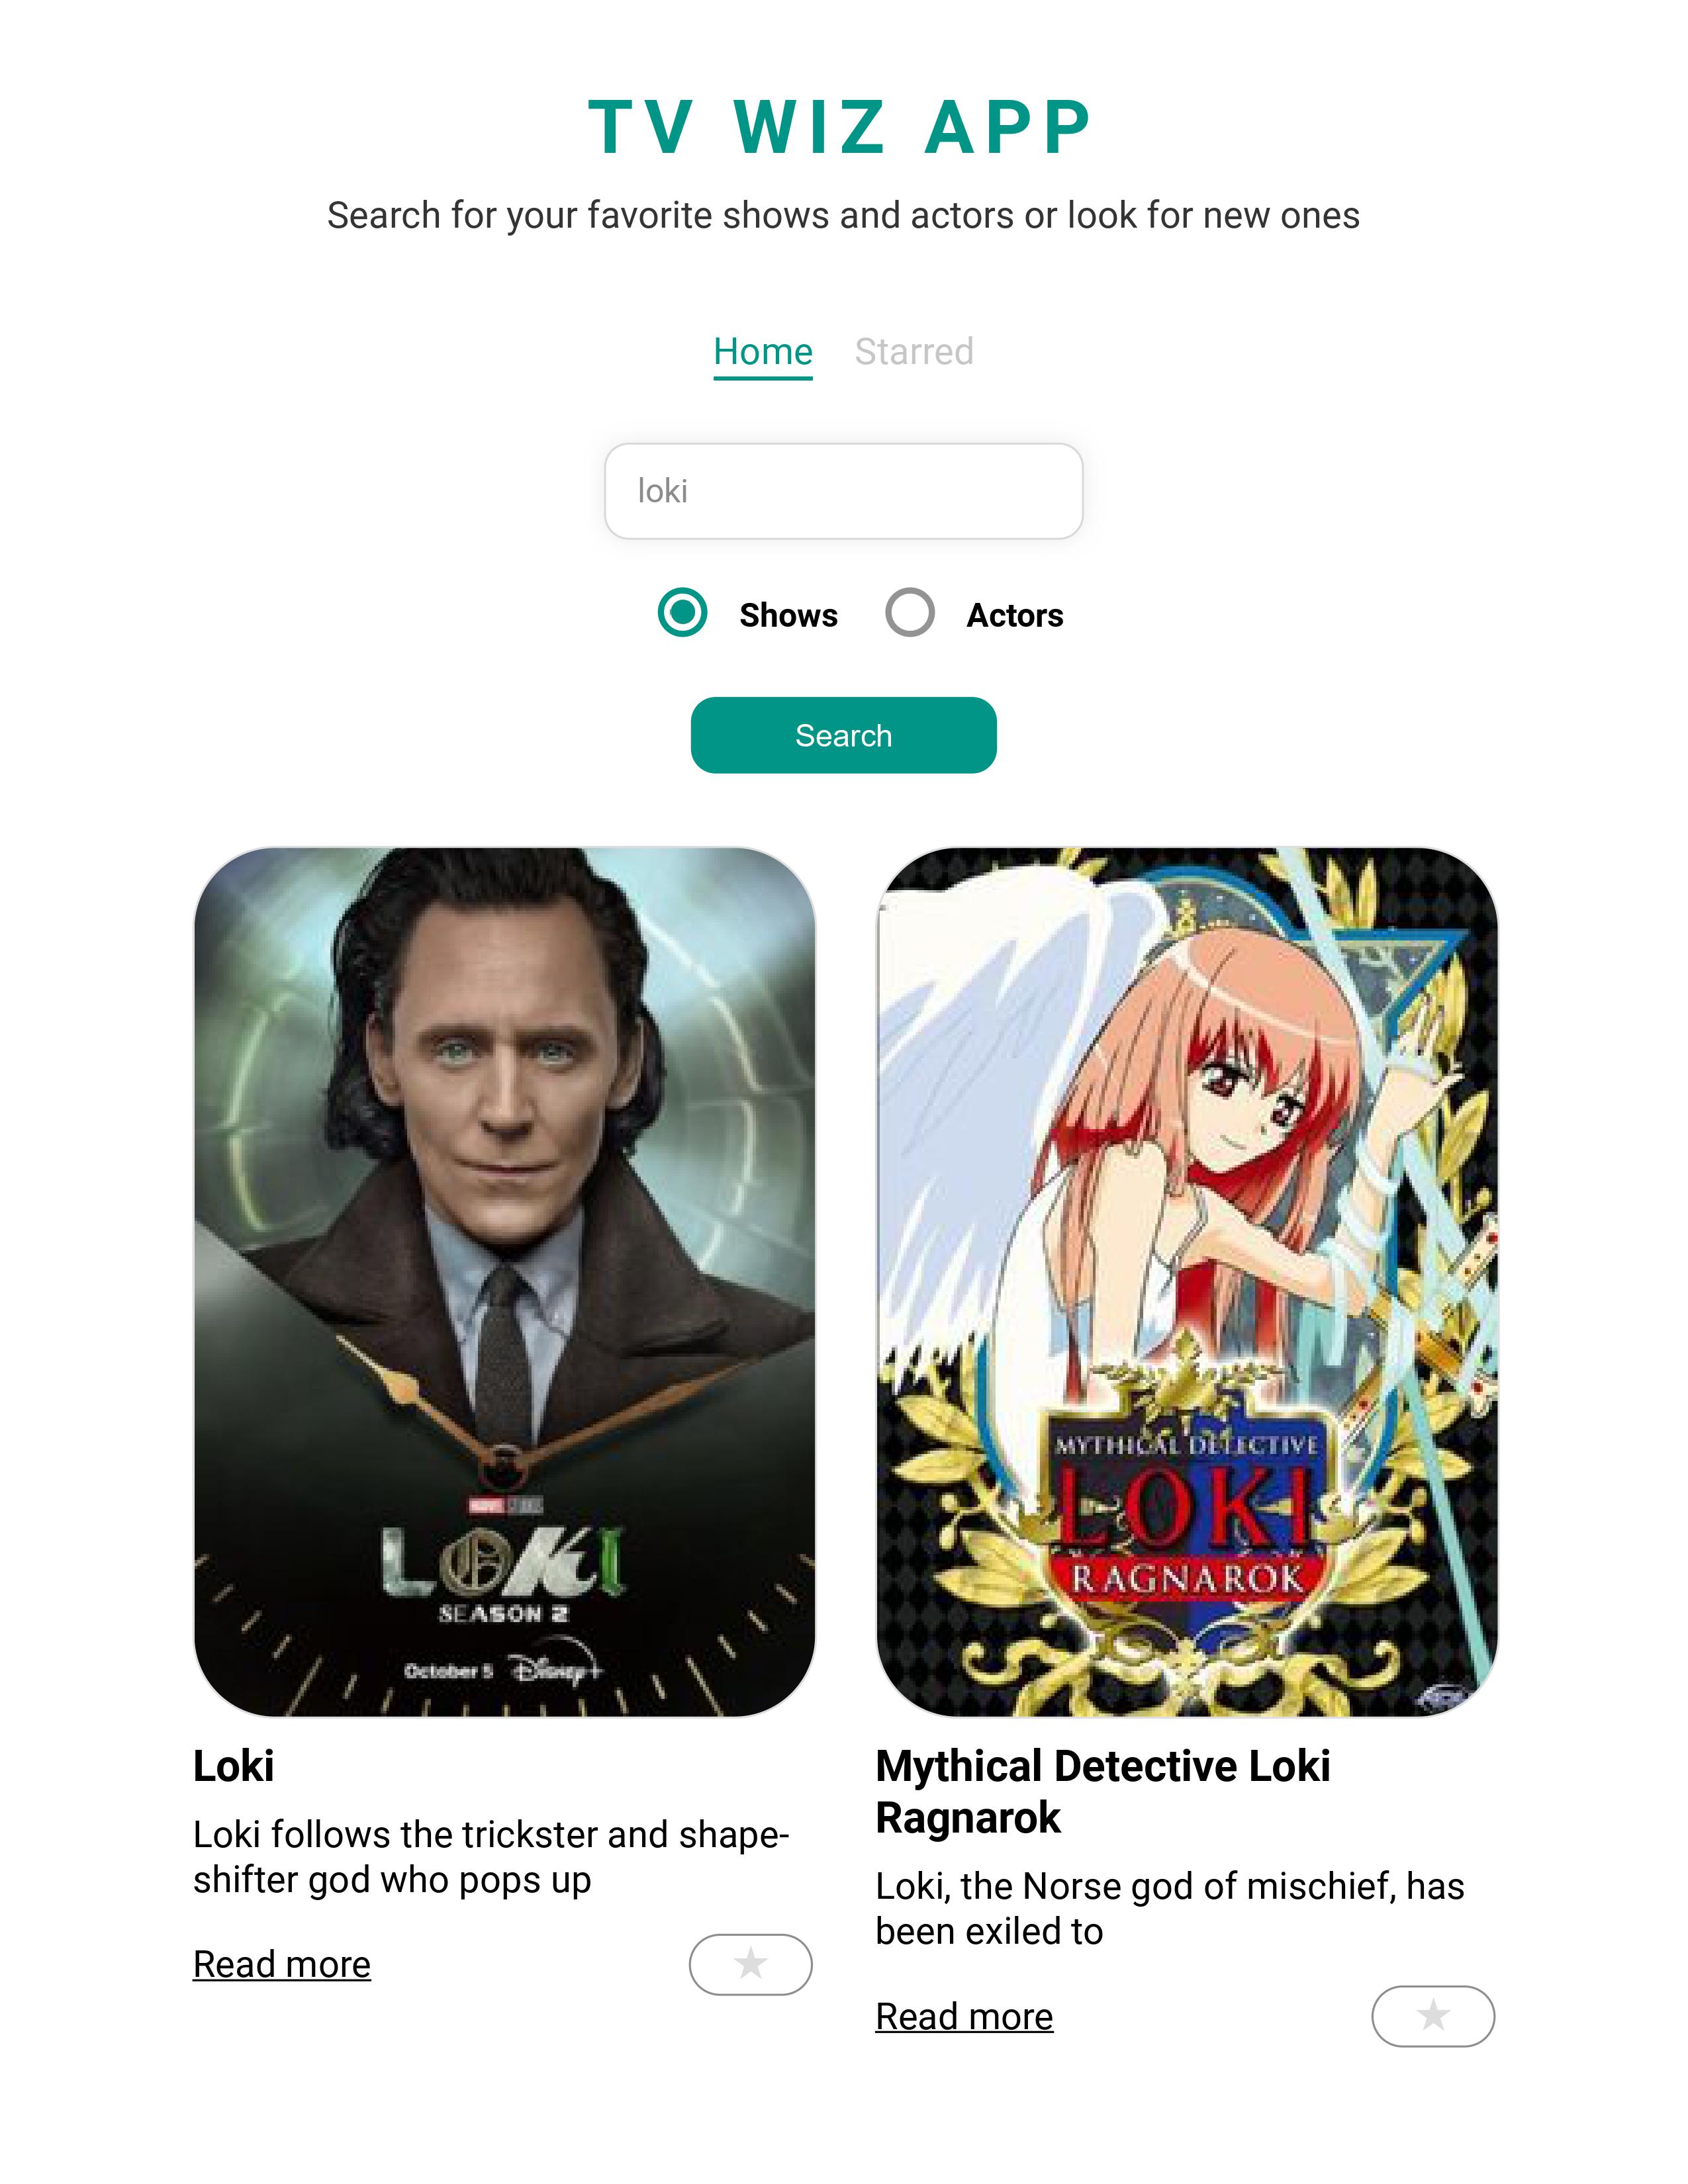 TV WIZ APP
Search for your favorite shows and actors or look for new ones
Home Starred
loki
Shows Actors
Search
MARVEL STUDIOS
LOKI
SEASON 2
October 5 Disney+
MYTHICAL DETECTIVE
LOKI
RAGNAROK
Loki
Loki follows the trickster and shape-
shifter god who pops up
Read more
Mythical Detective Loki
Ragnarok
Loki, the Norse god of mischief, has
been exiled to
Read more